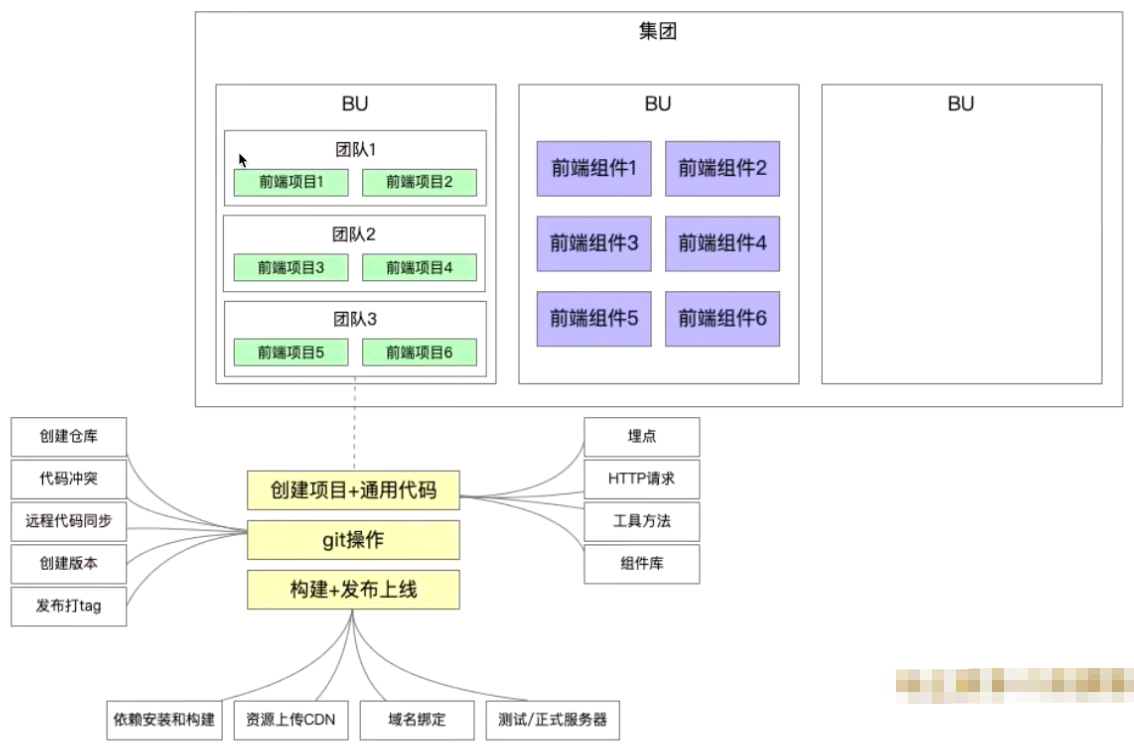 集团
BU
团队1
前端项目1
前端项目2
团队2
前端项目3
前端项目4
团队3
前端项目5
前端项目6
BU
前端组件1
前端组件2
前端组件3
前端组件4
前端组件5
前端组件6
BU
创建仓库
代码冲突
远程代码同步
创建版本
发布打tag
创建项目+通用代码
git操作
构建+发布上线
埋点
HTTP请求
工具方法
组件库
依赖安装和构建
资源上传CDN
域名绑定
测试/正式服务器